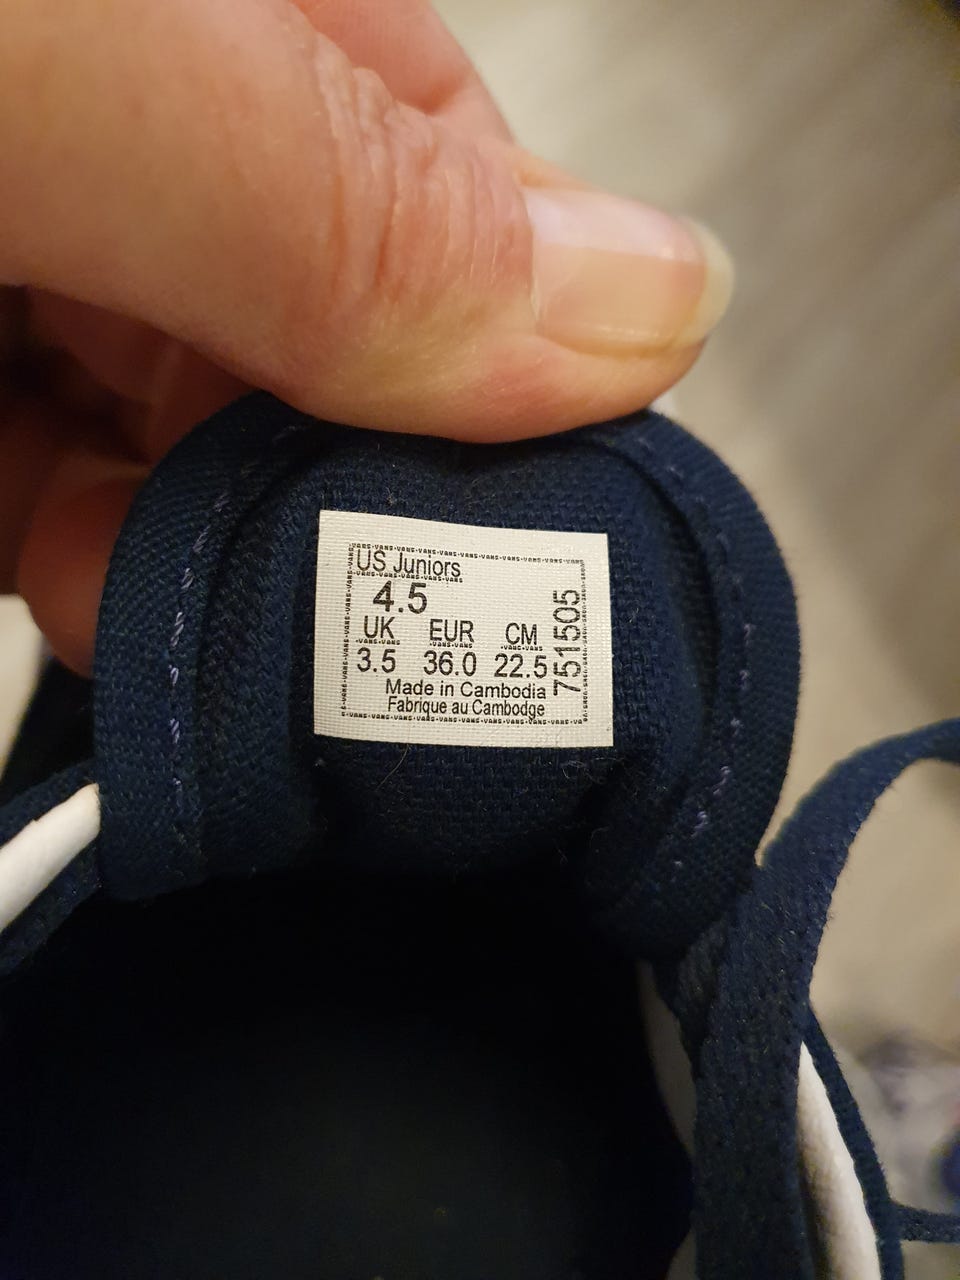 US Juniors
4.5
UK EUR CM
3.5 36.0 22.5
Made in Cambodia
Fabrique au Cambodge
751505